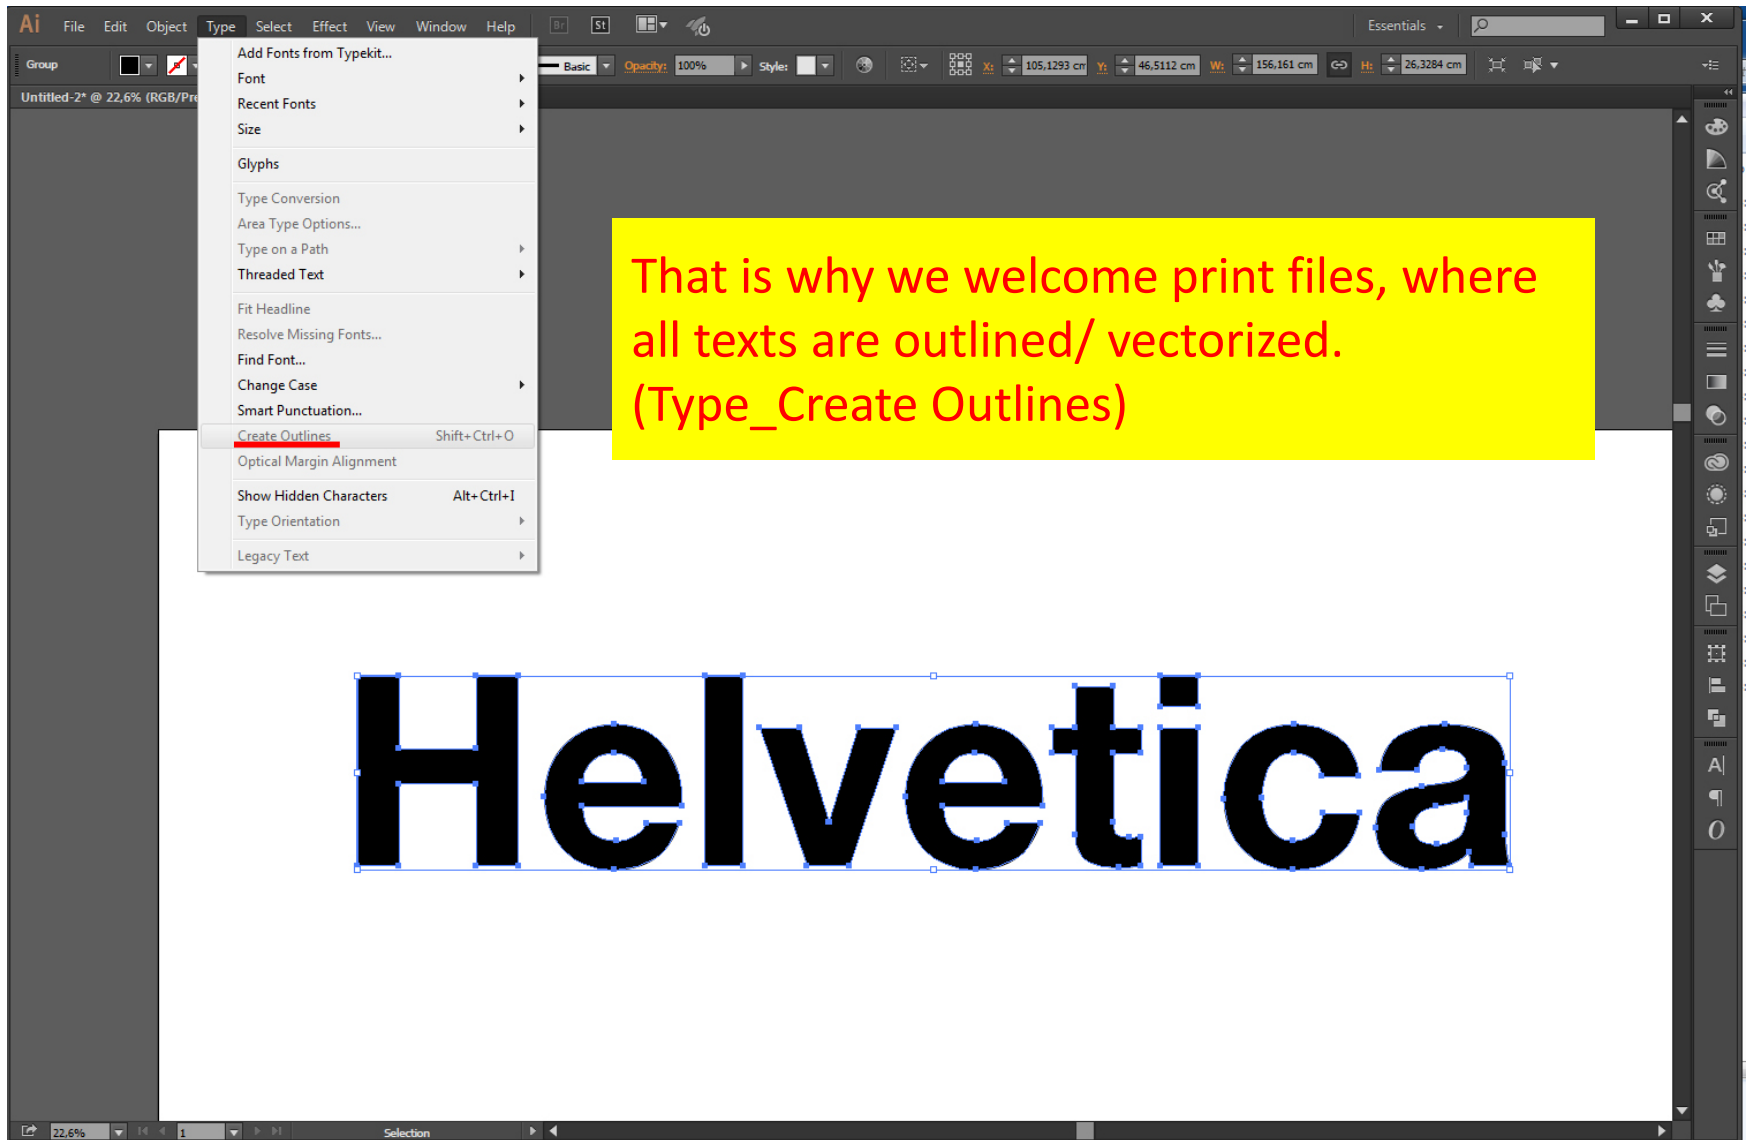 Ai File Edit Object Type Select Effect View Window Help Br St Essentials
Group Basic Opacity: 100% Style: X: 105,1293 cm Y: 46,5112 cm W: 156,161 cm H: 26,3284 cm
Untitled-2* @ 22,6% (RGB/Pre
Add Fonts from Typekit...
Font
Recent Fonts
Size
Glyphs
Type Conversion
Area Type Options...
Type on a Path
Threaded Text
Fit Headline
Resolve Missing Fonts...
Find Font...
Change Case
Smart Punctuation...
Create Outlines Shift+Ctrl+O
Optical Margin Alignment
Show Hidden Characters Alt+Ctrl+I
Type Orientation
Legacy Text
That is why we welcome print files, where
all texts are outlined/ vectorized.
(Type_Create Outlines)
Helvetica
22,6% 1 Selection